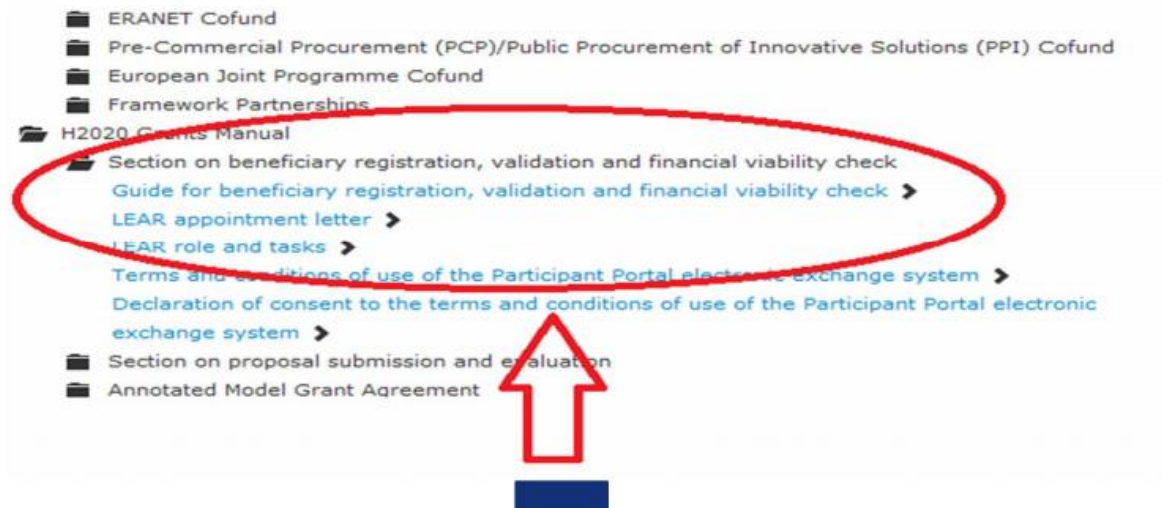 ERANET Cofund
Pre-Commercial Procurement (PCP)/Public Procurement of Innovative Solutions (PPI) Cofund
European Joint Programme Cofund
Framework Partnerships
H2020 Grants Manual
Section on beneficiary registration, validation and financial viability check
Guide for beneficiary registration, validation and financial viability check
LEAR appointment letter
LEAR role and tasks
Terms and conditions of use of the Participant Portal electronic exchange system
Declaration of consent to the terms and conditions of use of the Participant Portal electronic
exchange system
Section on proposal submission and evaluation
Annotated Model Grant Agreement